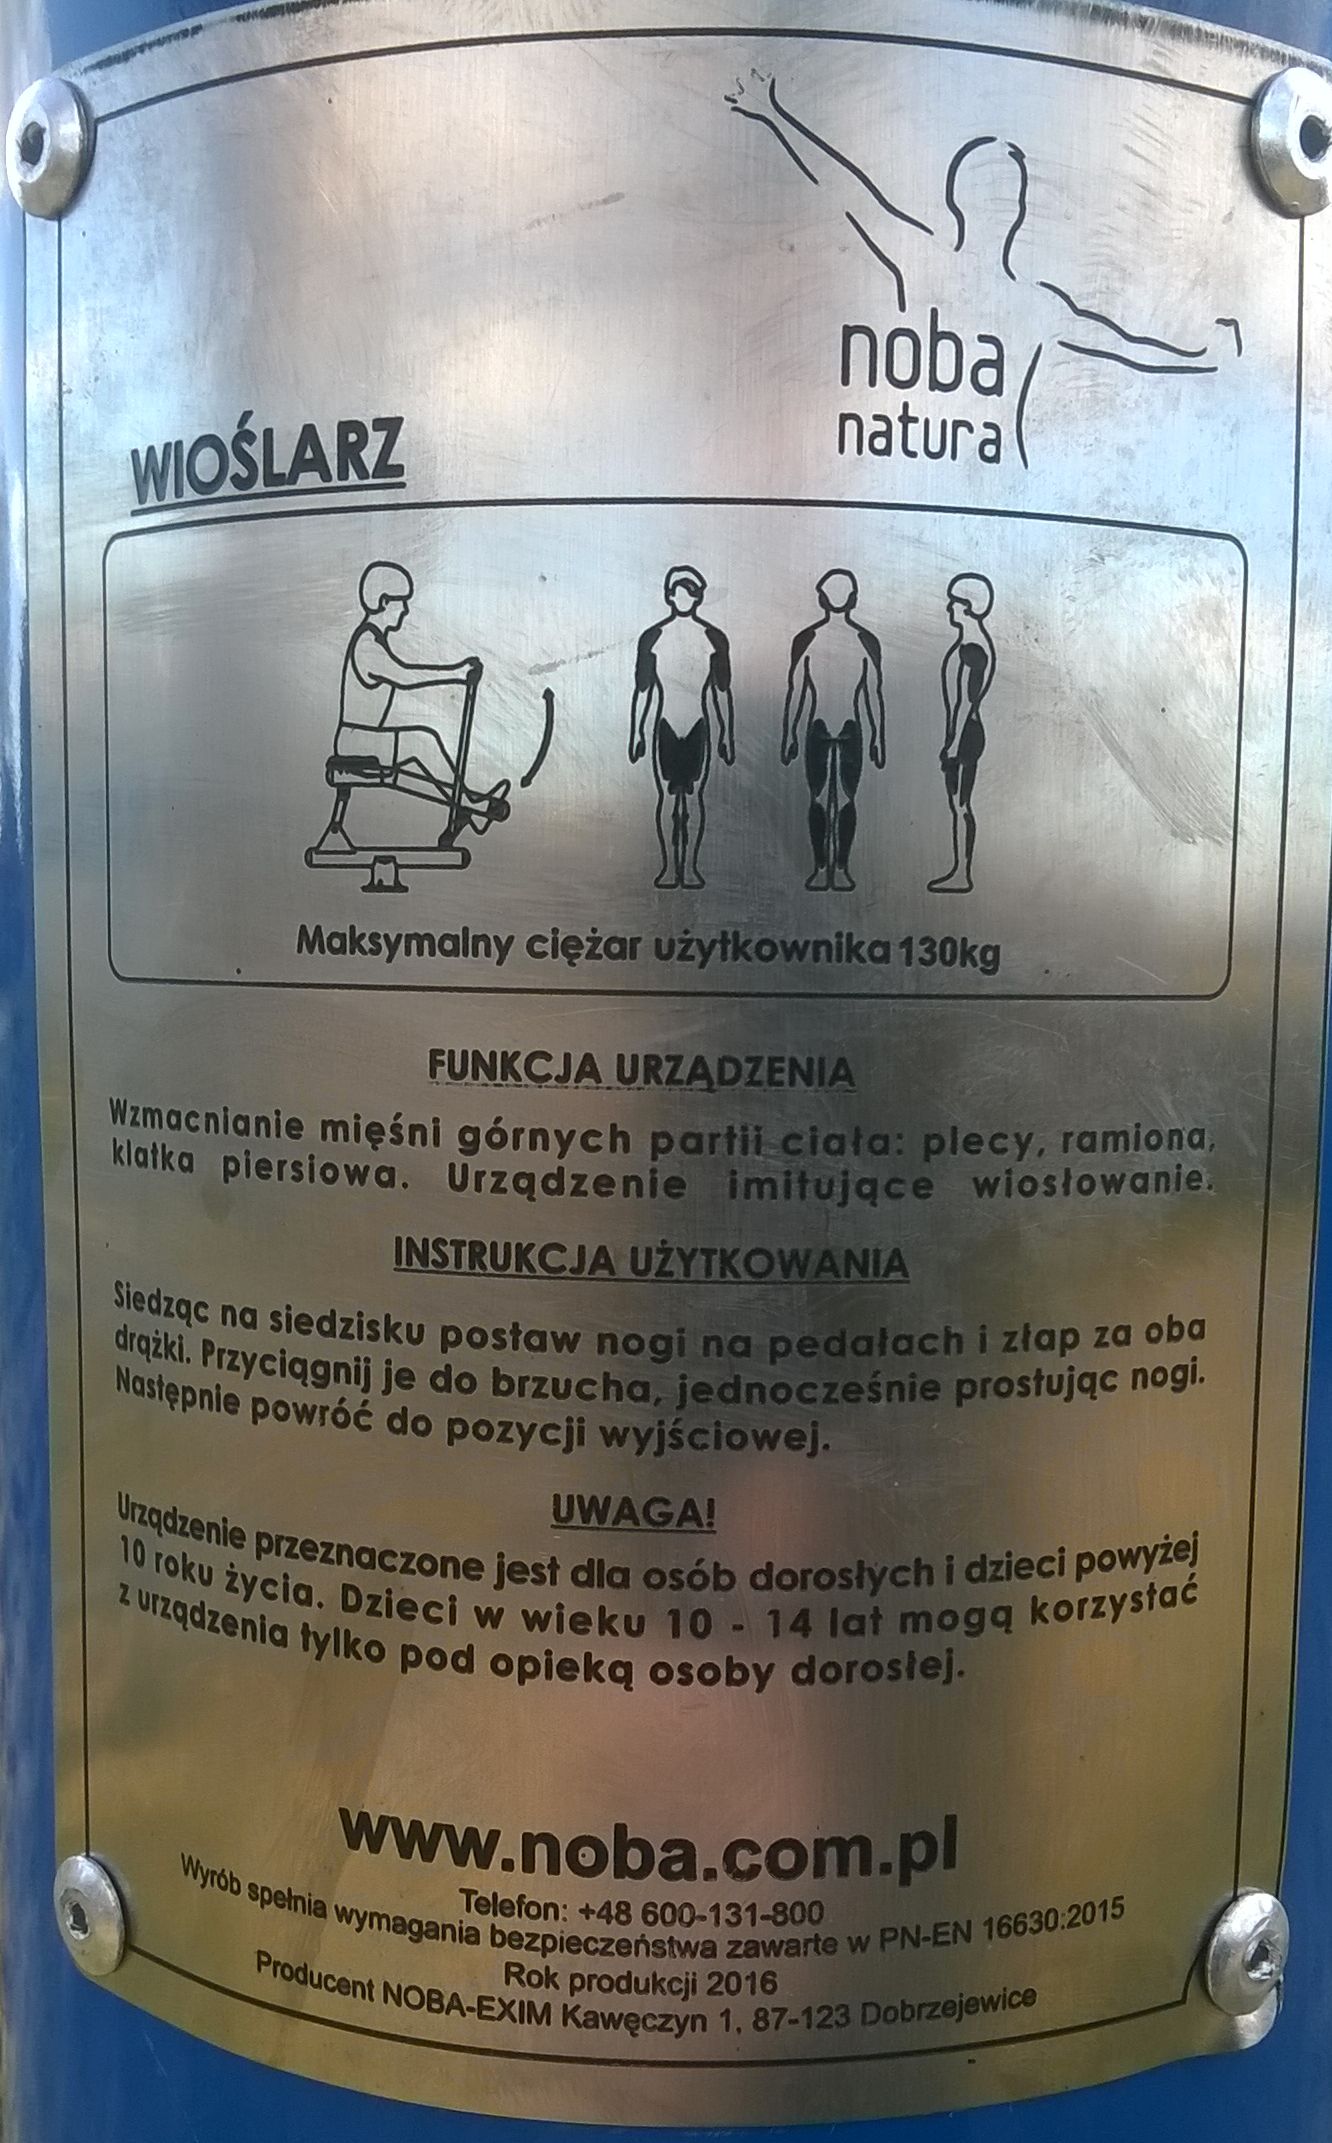 noba
natura
WIOŚLARZ
Maksymalny ciężar użytkownika 130kg
FUNKCJA URZĄDZENIA
Wzmacnianie mięśni górnych partii ciała: plecy, ramiona,
klatka piersiowa. Urządzenie imitujące wiosłowanie.
INSTRUKCJA UŻYTKOWANIA
Siedząc na siedzisku postaw nogi na pedałach i złap za oba
drążki. Przyciągnij je do brzucha, jednocześnie prostując nogi.
Następnie powróć do pozycji wyjściowej.
UWAGA!
Urządzenie przeznaczone jest dla osób dorosłych i dzieci powyżej
10 roku życia. Dzieci w wieku 10 - 14 lat mogą korzystać
z urządzenia tylko pod opieką osoby dorosłej.
www.noba.com.pl
Telefon: +48 600-131-800
Wyrób spełnia wymagania bezpieczeństwa zawarte w PN-EN 16630:2015
Rok produkcji 2016
Producent NOBA-EXIM Kawęczyn 1, 87-123 Dobrzejewice